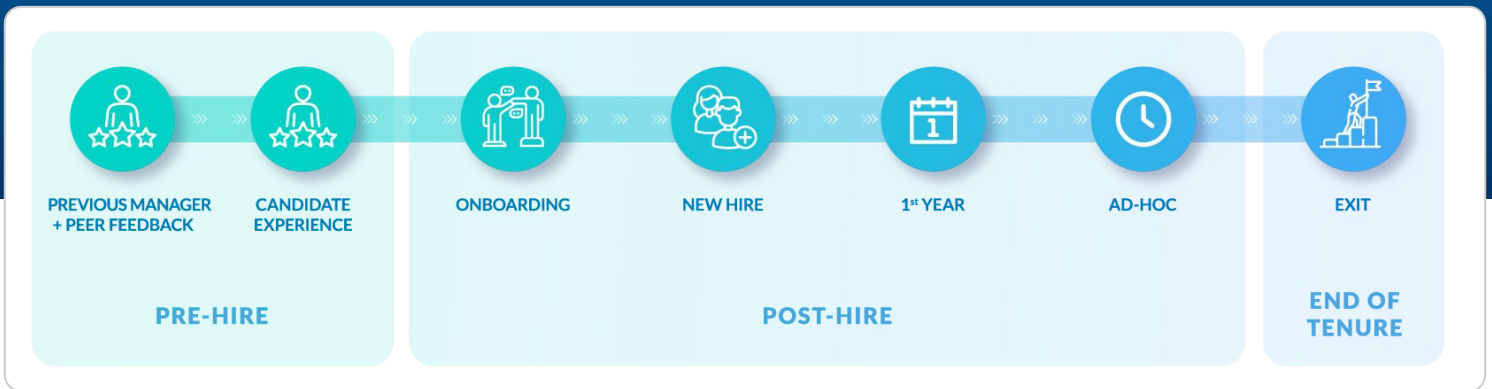 1
PREVIOUS MANAGER
+ PEER FEEDBACK
CANDIDATE
EXPERIENCE
ONBOARDING
NEW HIRE
1st YEAR
AD-HOC
EXIT
PRE-HIRE
POST-HIRE
END OF
TENURE